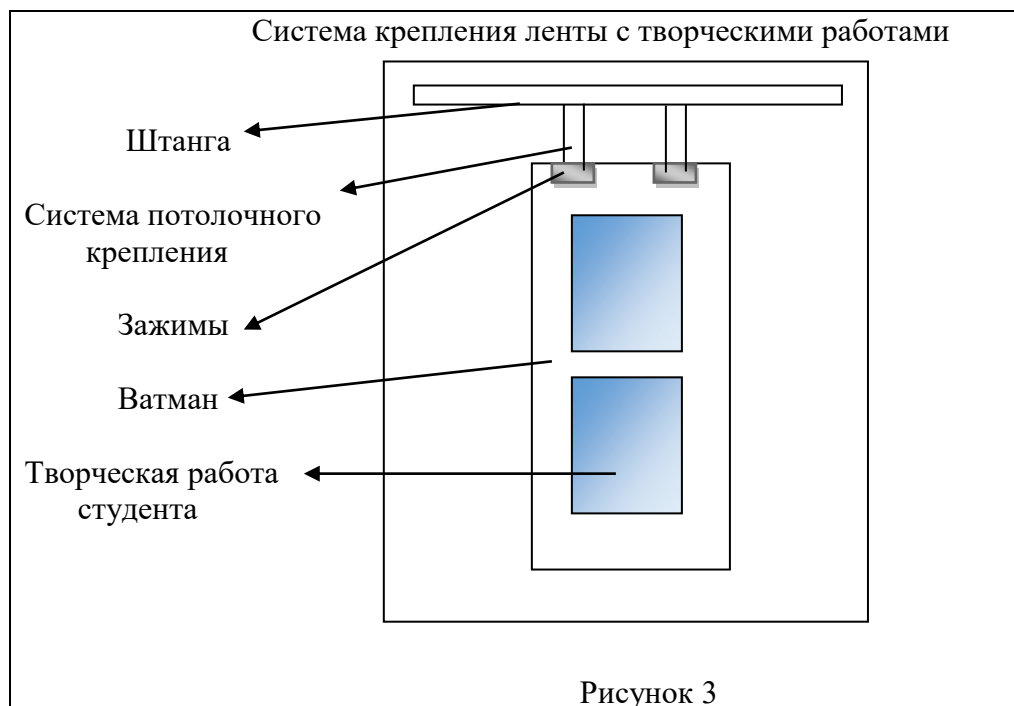 Система крепления ленты с творческими работами
Штанга
Система потолочного
крепления
Зажимы
Ватман
Творческая работа
студента
Рисунок 3